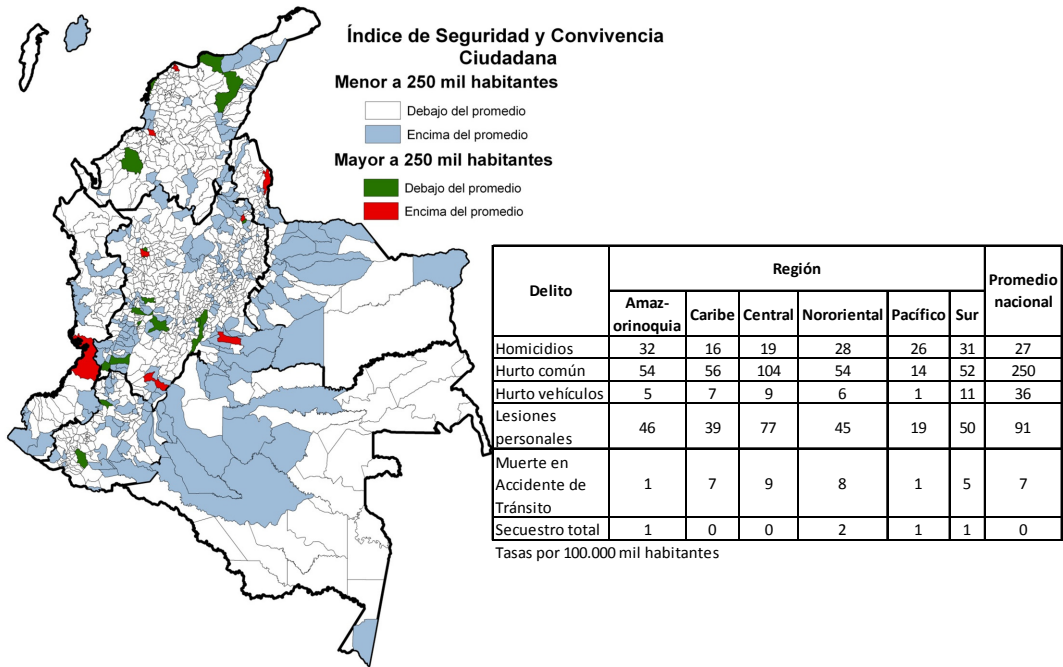 Índice de Seguridad y Convivencia
Ciudadana
Menor a 250 mil habitantes
Debajo del promedio
Encima del promedio
Mayor a 250 mil habitantes
Debajo del promedio
Encima del promedio
Delito
Región
Promedio
nacional
Amaz-
orinoquia
Caribe
Central
Nororiental
Pacífico
Sur
Homicidios 32 16 19 28 26 31 27
Hurto común 54 56 104 54 14 52 250
Hurto vehículos 5 7 9 6 1 11 36
Lesiones
personales 46 39 77 45 19 50 91
Muerte en
Accidente de 1 7 9 8 1 5 7
Tránsito
Secuestro total 1 0 0 2 1 1 0
Tasas por 100.000 mil habitantes